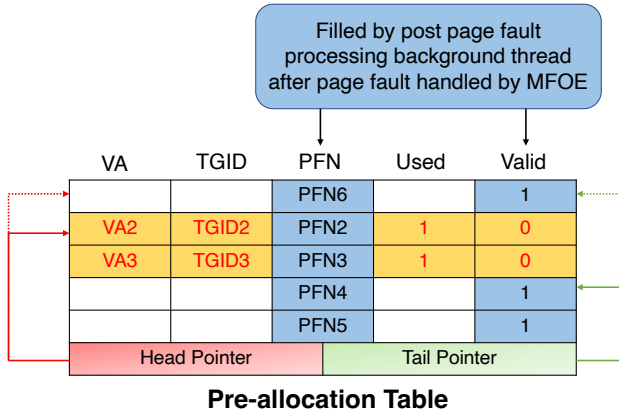 Filled by post page fault
processing background thread
after page fault handled by MFOE
VA TGID PFN Used Valid
PFN6 1
VA2 TGID2 PFN2 1 0
VA3 TGID3 PFN3 1 0
PFN4 1
PFN5 1
Head Pointer Tail Pointer
Pre-allocation Table